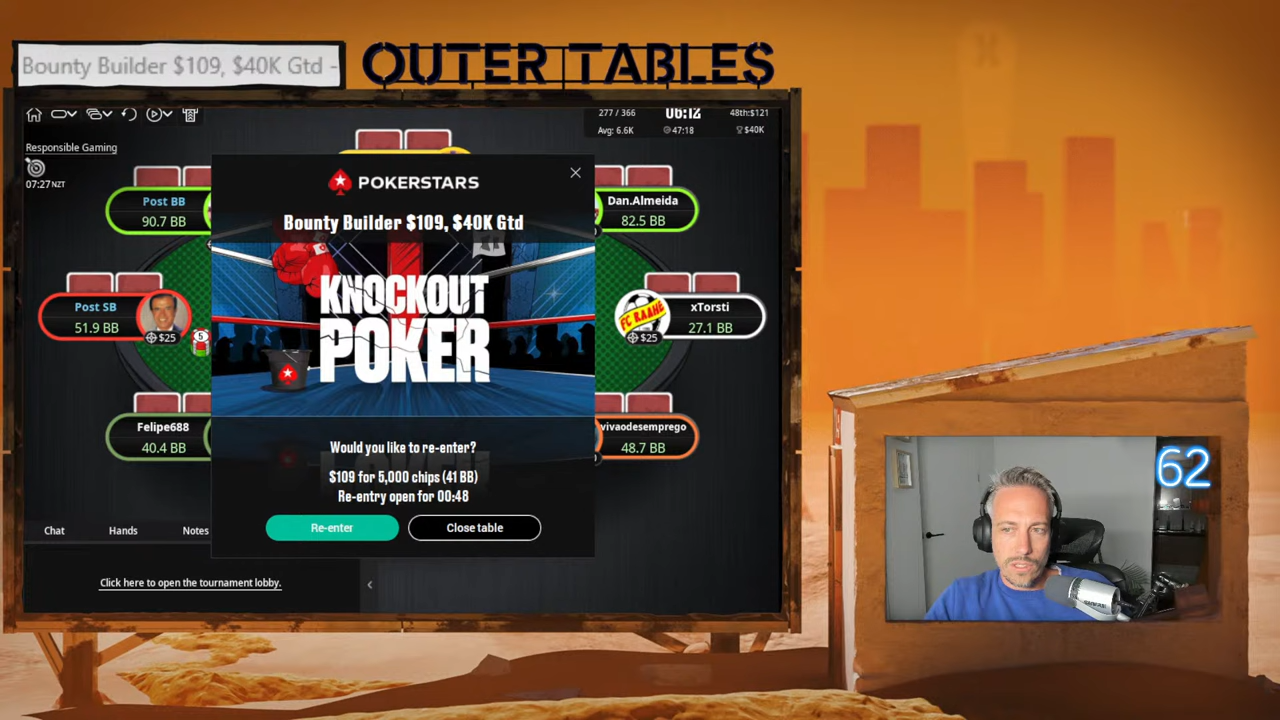 Bounty Builder $109, $40K Gtd -
OUTER TABLES
277 / 366
06:12
48th:$121
Avg: 6.6K
47:18
$40K
Responsible Gaming
07:27 NZT
POKERSTARS
Bounty Builder $109, $40K Gtd
Post BB
90.7 BB
Dan.Almeida
82.5 BB
KNOCKOUT
POKER
Post SB
51.9 BB
$25
5
xTorsti
27.1 BB
FC RAAHE
$25
Felipe688
40.4 BB
vivaodesemprego
48.7 BB
Would you like to re-enter?
$109 for 5,000 chips (41 BB)
Re-entry open for 00:48
Re-enter
Close table
Chat
Hands
Notes
Click here to open the tournament lobby.
62